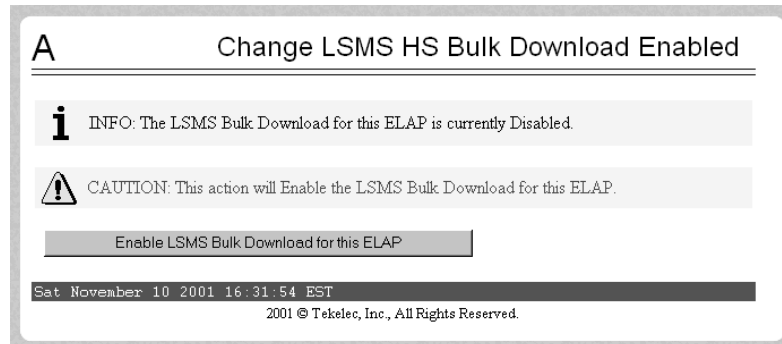 A
Change LSMS HS Bulk Download Enabled
INFO: The LSMS Bulk Download for this ELAP is currently Disabled.
CAUTION: This action will Enable the LSMS Bulk Download for this ELAP.
Enable LSMS Bulk Download for this ELAP
Sat November 10 2001 16:31:54 EST
2001 © Tekelec, Inc., All Rights Reserved.